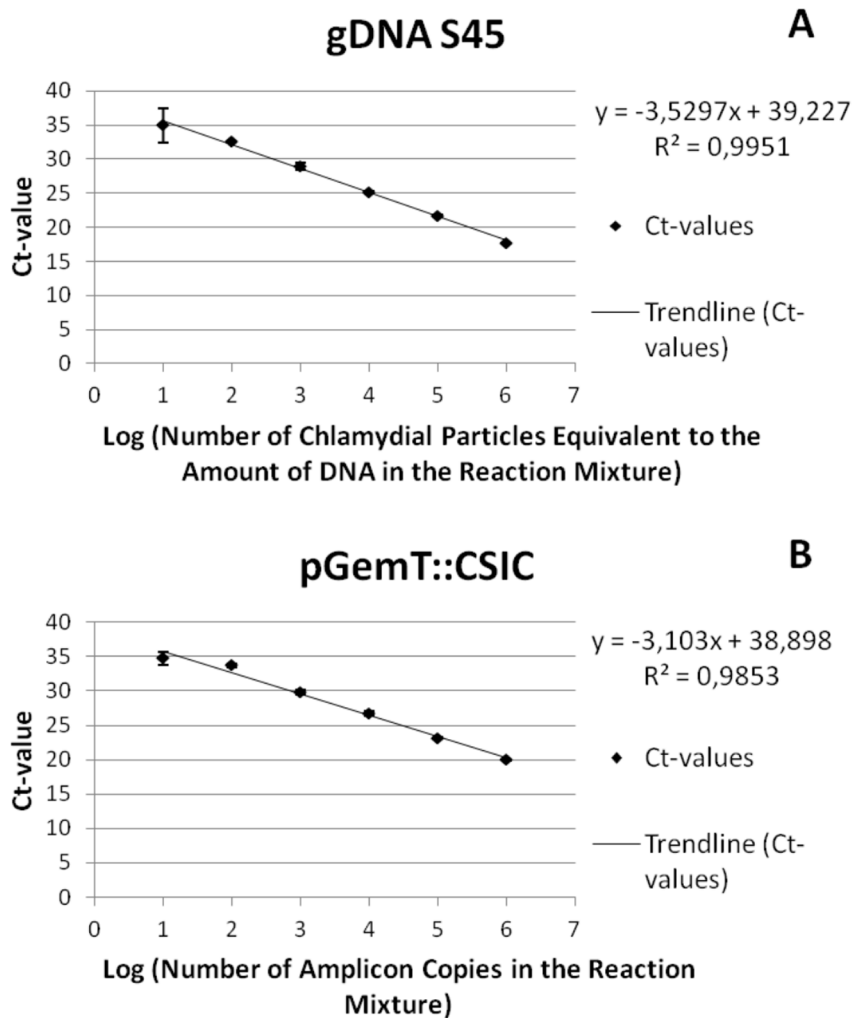 gDNA S45
A
40
35
30
25
20
15
10
5
0
Ct-value
0 1 2 3 4 5 6 7
Log (Number of Chlamydial Particles Equivalent to the
Amount of DNA in the Reaction Mixture)
y = -3,5297x + 39,227
R² = 0,9951
Ct-values
Trendline (Ct-
values)
pGemT::CSIC
B
40
35
30
25
20
15
10
5
0
Ct-value
0 1 2 3 4 5 6 7
Log (Number of Amplicon Copies in the Reaction
Mixture)
y = -3,103x + 38,898
R² = 0,9853
Ct-values
Trendline (Ct-
values)